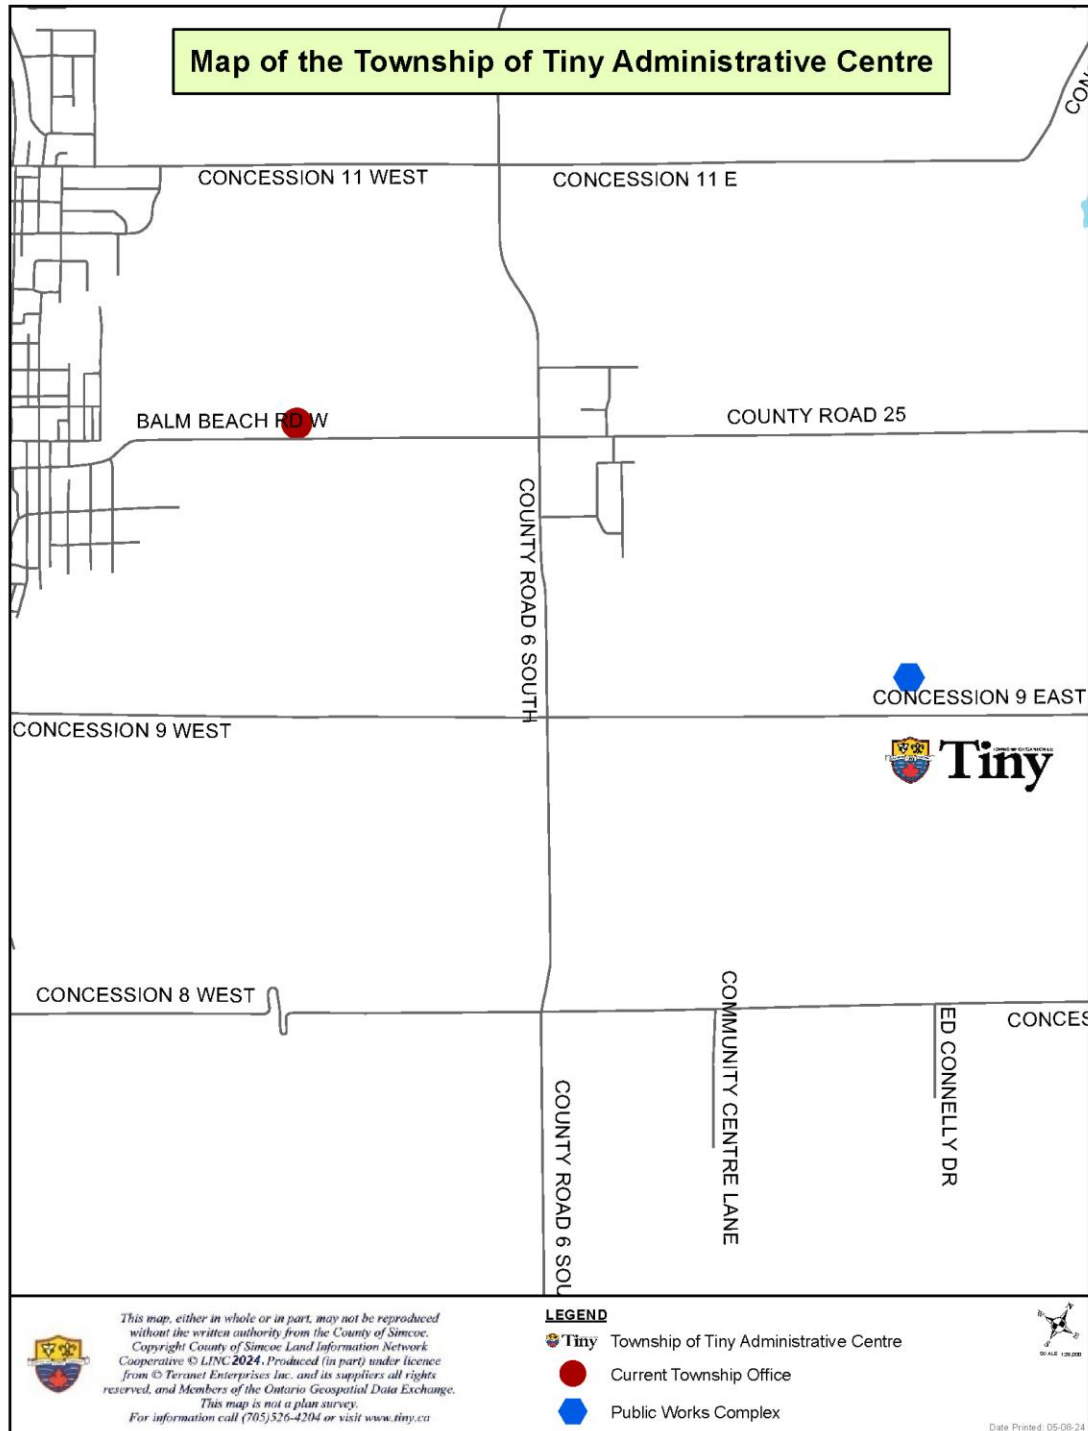 Map of the Township of Tiny Administrative Centre
CONC
CONCESSION 11 WEST
CONCESSION 11 E
BALM BEACH RD W
COUNTY ROAD 25
COUNTY ROAD 6 SOUTH
CONCESSION 9 EAST
CONCESSION 9 WEST
Tiny
CONCESSION 8 WEST
COMMUNITY CENTRE LANE
ED CONNELLY DR
CONCES
COUNTY ROAD 6 SOU
This map, either in whole or in part, may not be reproduced
without the written authority from the County of Simcoe.
Copyright County of Simcoe Land Information Network
Cooperative © LINC 2024. Produced (in part) under licence
from © Teranet Enterprises Inc. and its suppliers all rights
reserved, and Members of the Ontario Geospatial Data Exchange.
This map is not a plan survey.
For information call (705)526-4204 or visit www.tiny.ca
LEGEND
Tiny Township of Tiny Administrative Centre
Current Township Office
Public Works Complex
Date Printed: 05-08-24